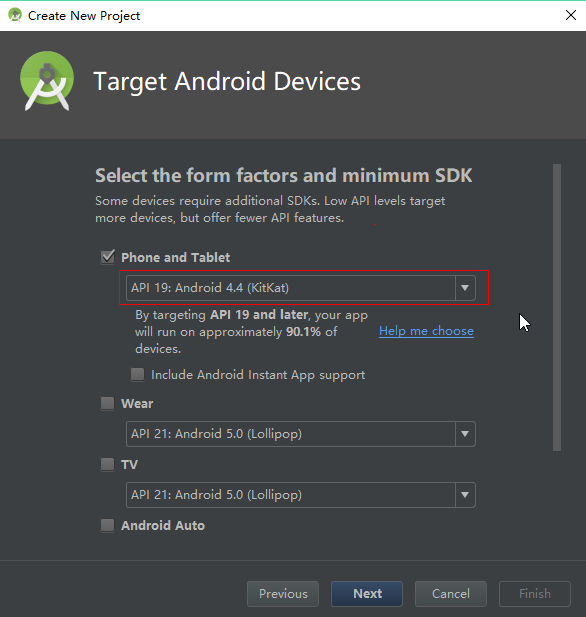 Create New Project
Target Android Devices
Select the form factors and minimum SDK
Some devices require additional SDKs. Low API levels target
more devices, but offer fewer API features.
Phone and Tablet
API 19: Android 4.4 (KitKat)
By targeting API 19 and later, your app
will run on approximately 90.1% of
devices.
Help me choose
Include Android Instant App support
Wear
API 21: Android 5.0 (Lollipop)
TV
API 21: Android 5.0 (Lollipop)
Android Auto
Previous
Next
Cancel
Finish